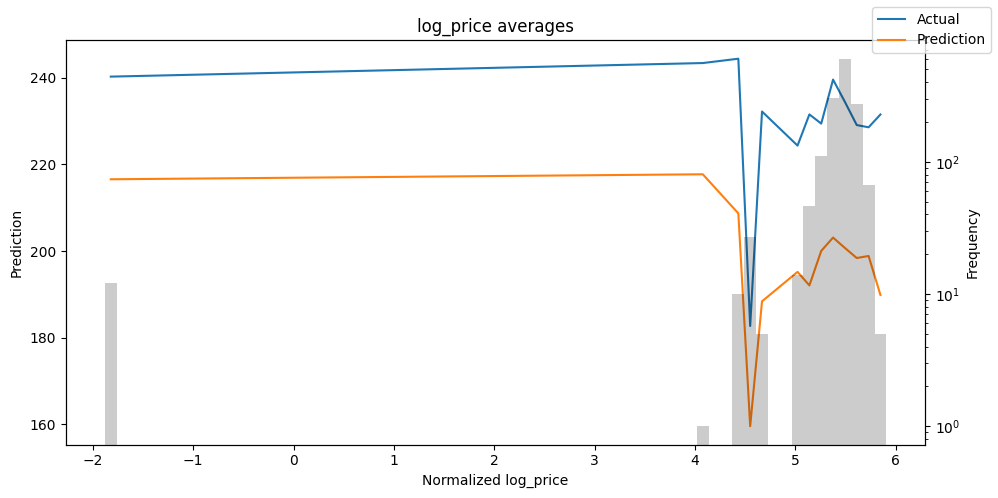 log_price averages
Actual
Prediction
240
220
200
180
160
Prediction
10²
10¹
10⁰
Frequency
−2
−1
0
1
2
3
4
5
6
Normalized log_price